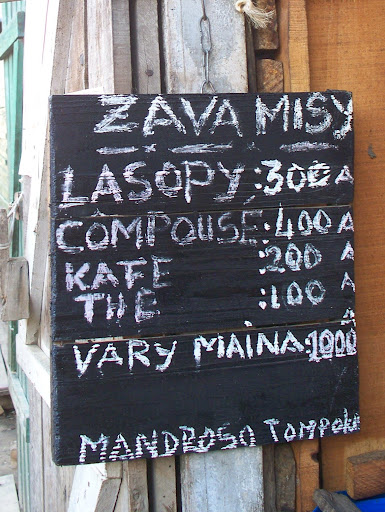 ZAVA MISY
LASOPY :300 A
COMPOUSE :400 A
KAFE :200 A
THE :100 A
VARY MAINA :1000 A
MANDROSO Tompoko